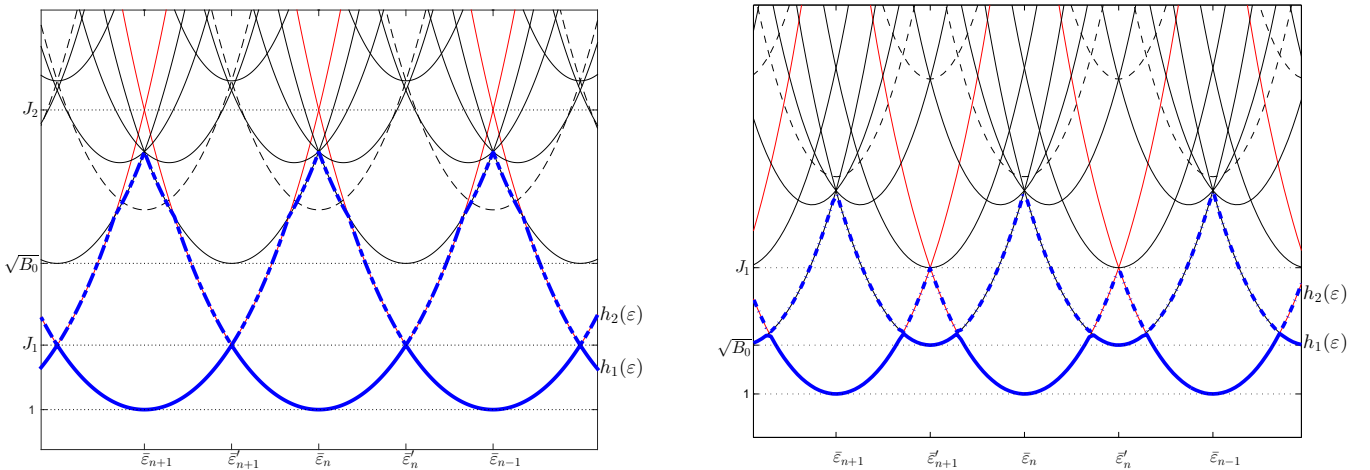 J₂
√B₀
J₁
1
h₂(ε)
h₁(ε)
ε̄ₙ₊₁ ε̄′ₙ₊₁ ε̄ₙ ε̄′ₙ ε̄ₙ₋₁
J₁
√B₀
1
h₂(ε)
h₁(ε)
ε̄ₙ₊₁ ε̄′ₙ₊₁ ε̄ₙ ε̄′ₙ ε̄ₙ₋₁